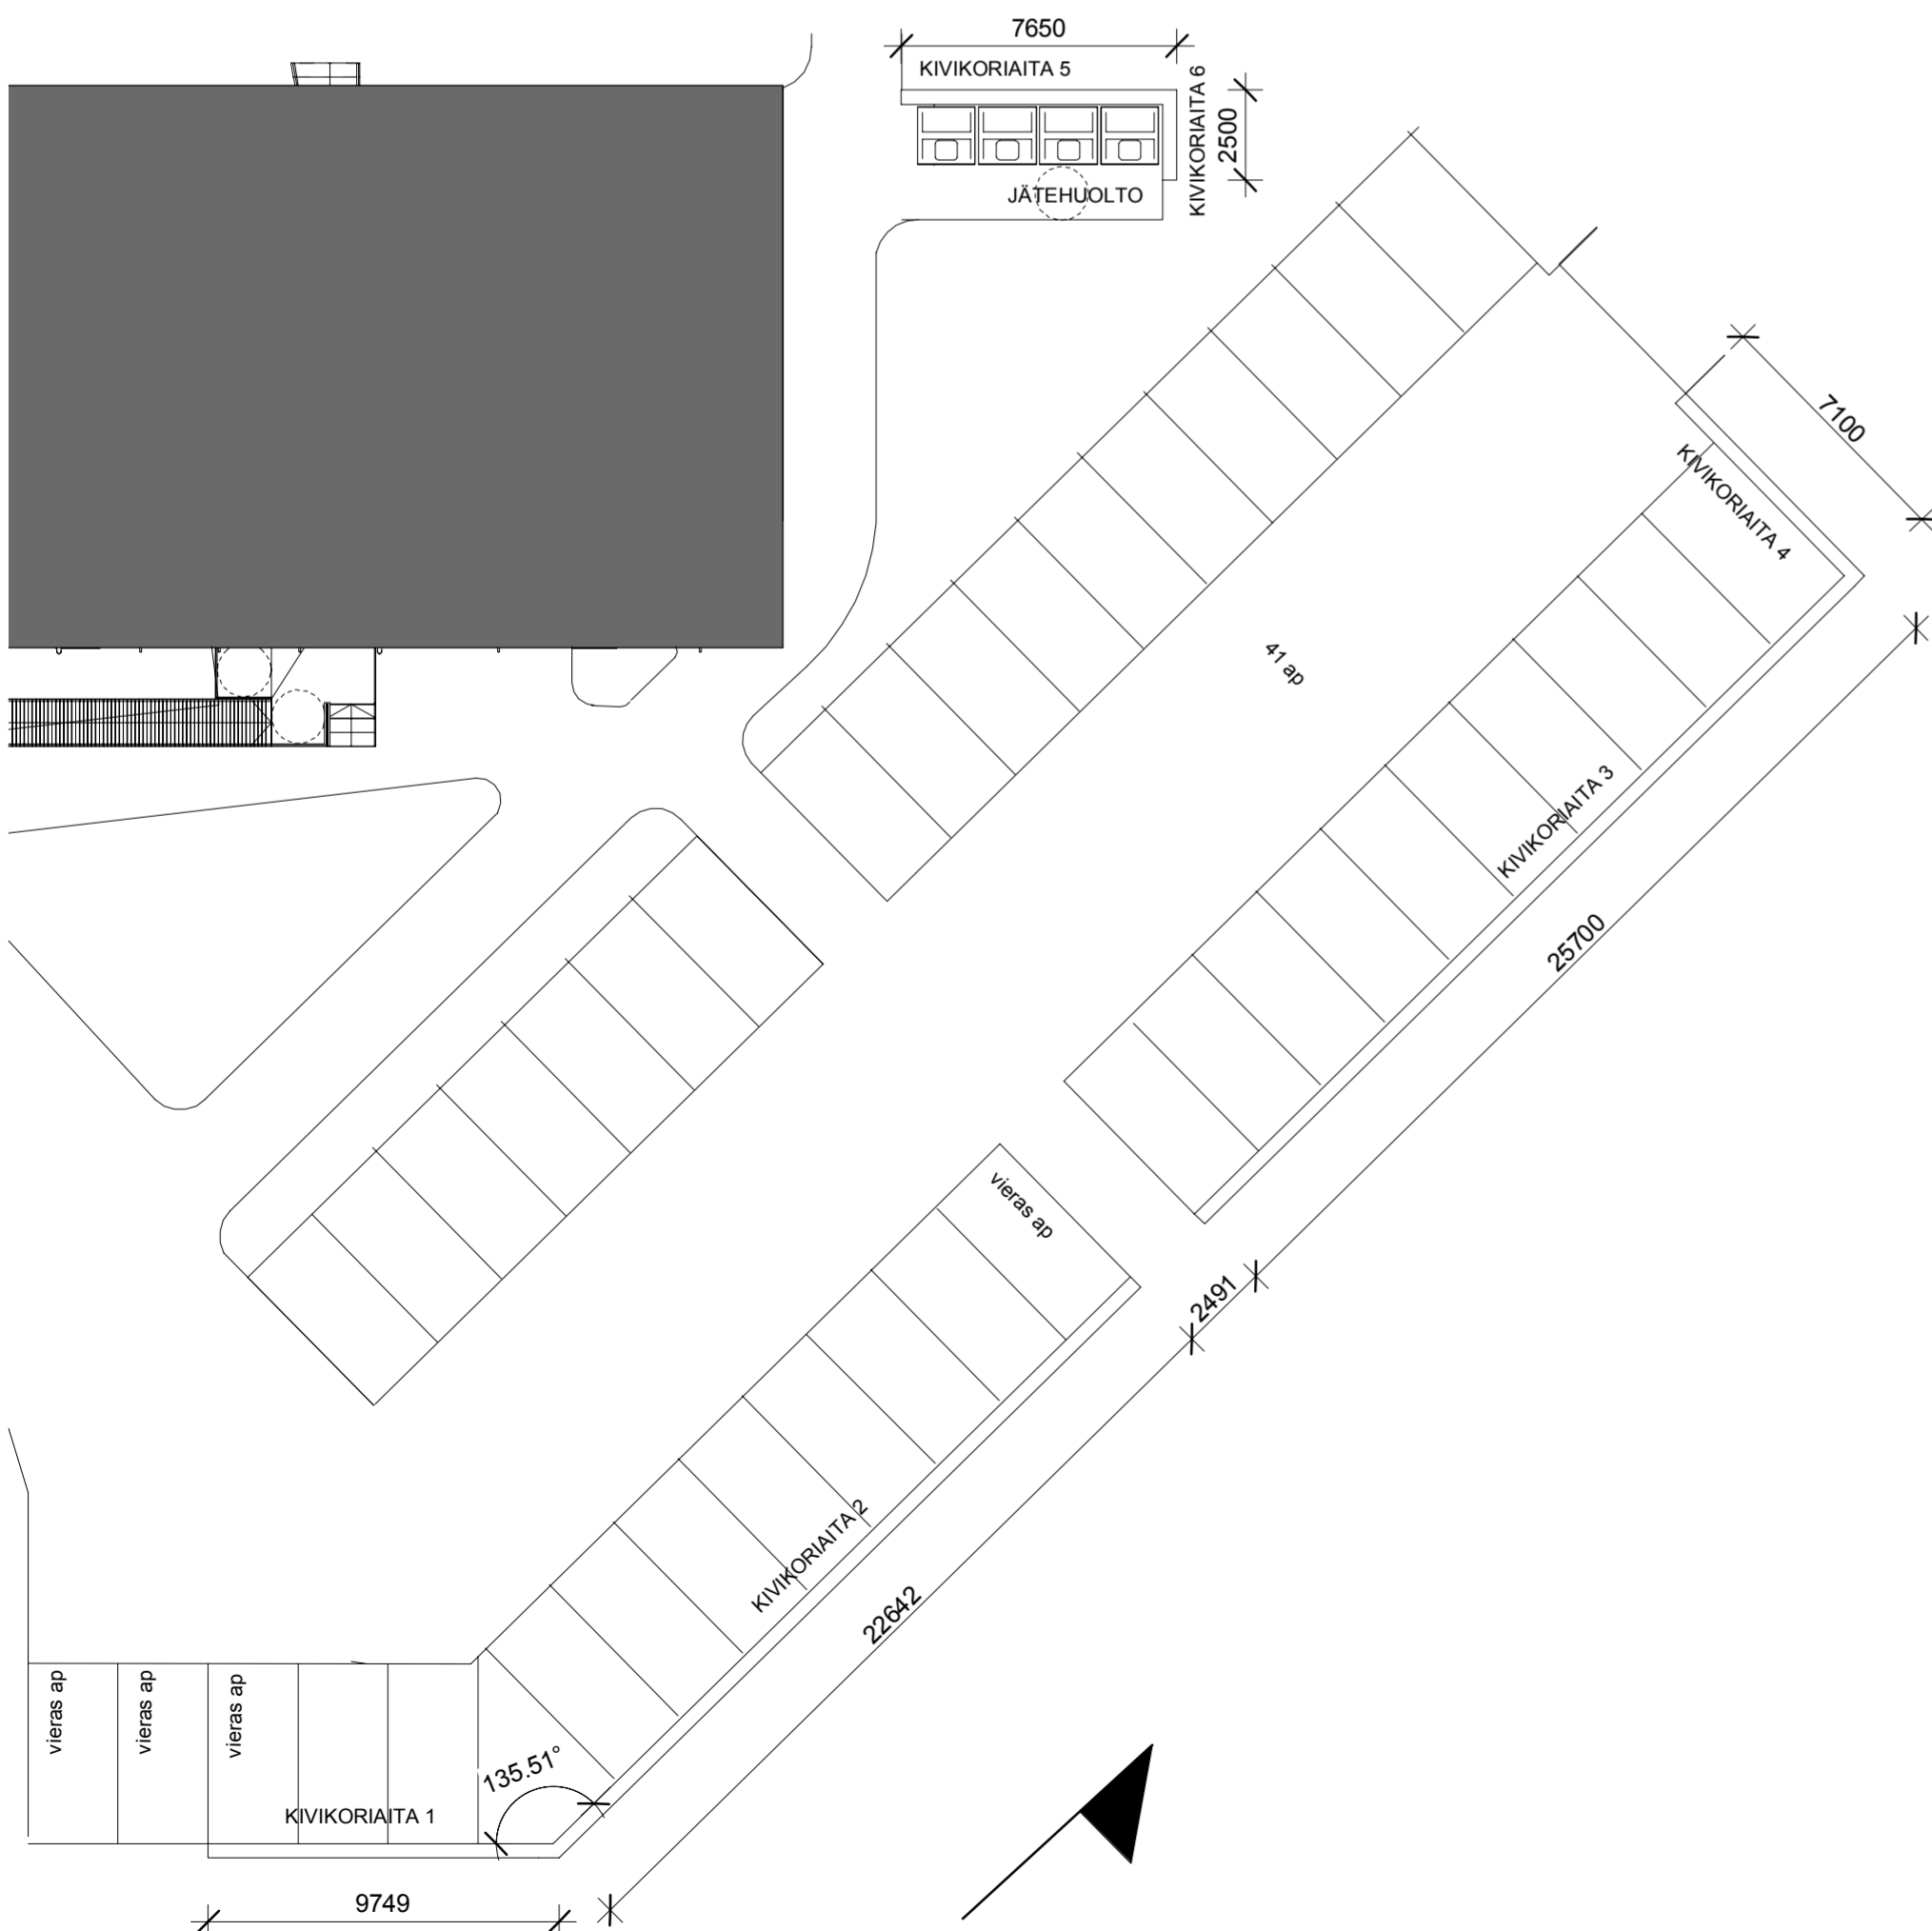 7650
KIVIKORIAITA 5
KIVIKORIAITA 6
2500
JÄTEHUOLTO
7100
KIVIKORIAITA 4
41 ap
KIVIKORIAITA 3
25700
vieras ap
2491
KIVIKORIAITA 2
22642
vieras ap
vieras ap
vieras ap
135.51°
KIVIKORIAITA 1
9749